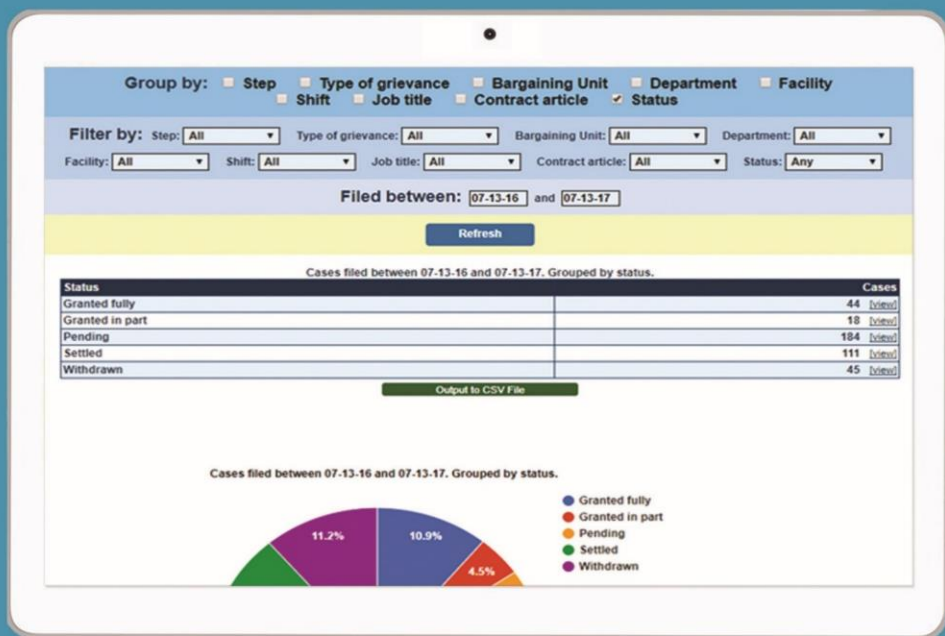 Group by: Step Type of grievance Bargaining Unit Department Facility
Shift Job title Contract article Status
Filter by: Step: All Type of grievance: All Bargaining Unit: All Department: All
Facility: All Shift: All Job title: All Contract article: All Status: Any
Filed between: 07-13-16 and 07-13-17
Refresh
Cases filed between 07-13-16 and 07-13-17. Grouped by status.
Status Cases
Granted fully 44 [view]
Granted in part 18 [view]
Pending 184 [view]
Settled 111 [view]
Withdrawn 45 [view]
Output to CSV File
Cases filed between 07-13-16 and 07-13-17. Grouped by status.
Granted fully
Granted in part
Pending
Settled
Withdrawn
11.2% 10.9%
4.5%